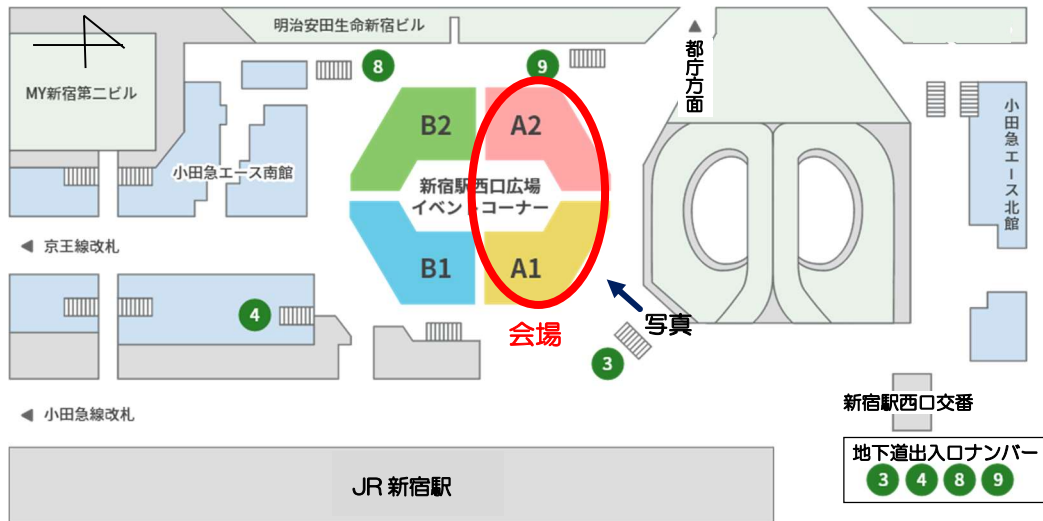 明治安田生命新宿ビル
MY新宿第二ビル
8
9
都庁方面
小田急エース南館
小田急エース北館
B2
A2
新宿駅西口広場
イベントコーナー
B1
A1
京王線改札
4
会場
写真
3
小田急線改札
新宿駅西口交番
地下道出入口ナンバー
3 4 8 9
JR 新宿駅